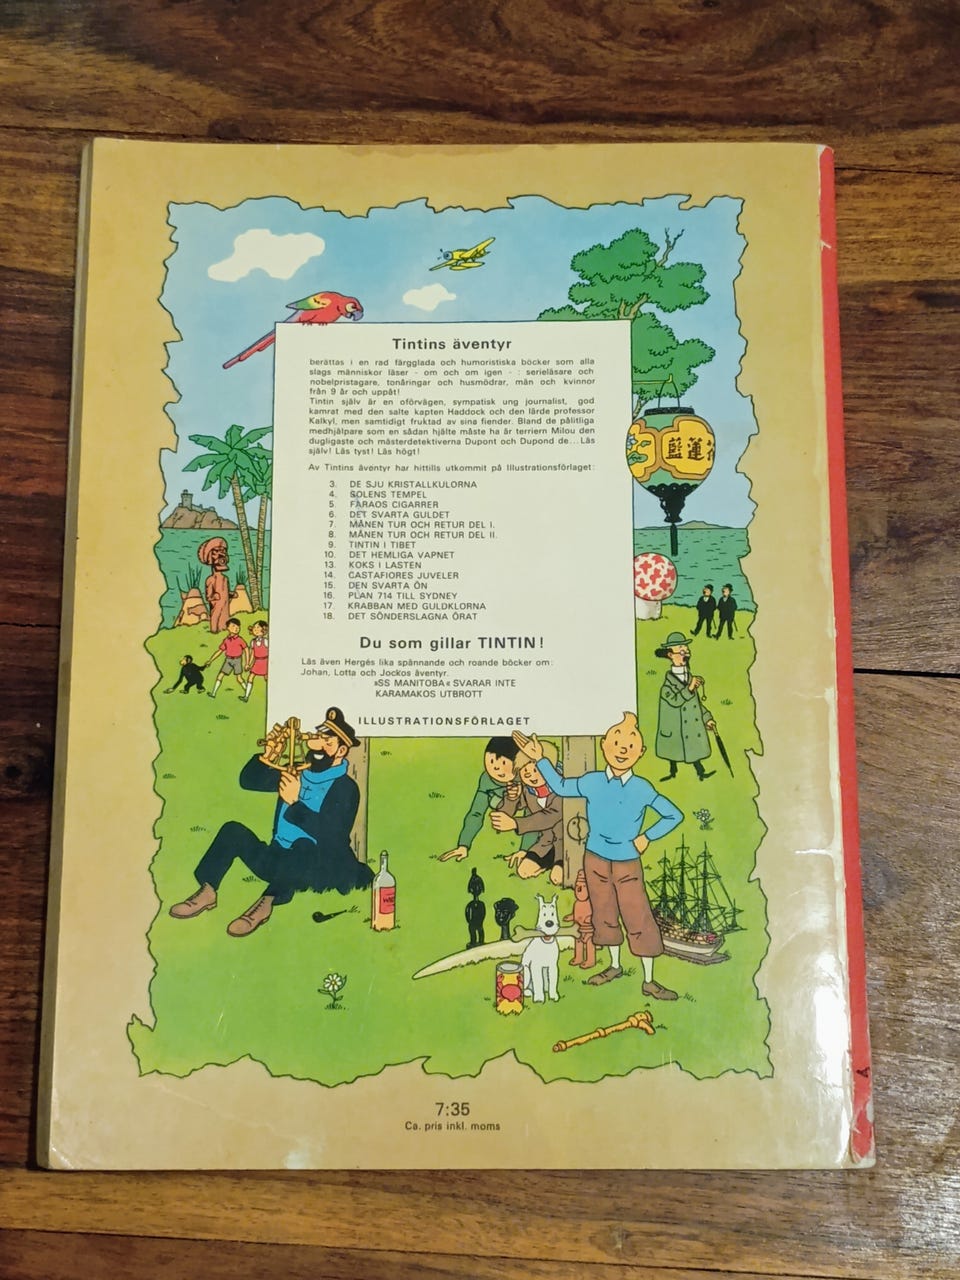 Tintins äventyr
berättas i en rad färgglada och humoristiska böcker som alla
slags människor läser - om och om igen - : serieläsare och
nobelpristagare, tonåringar och husmödrar, män och kvinnor
från 9 år och uppåt!
Tintin själv är en oförvägen, sympatisk ung journalist, god
kamrat med den salte kapten Haddock och den lärde professor
Kalkyl, men samtidigt fruktad av sina fiender. Bland de pålitliga
medhjälpare som en sådan hjälte måste ha är terriern Milou den
dugligaste och mästerdetektiverna Dupont och Dupond de... Läs
själv! Läs tyst! Läs högt!
Av Tintins äventyr har hittills utkommit på Illustrationsförlaget:
3. DE SJU KRISTALLKULORNA
4. SOLENS TEMPEL
5. FARAOS CIGARRER
6. DET SVARTA GULDET
7. MÅNEN TUR OCH RETUR DEL I.
8. MÅNEN TUR OCH RETUR DEL II.
9. TINTIN I TIBET
10. DET HEMLIGA VAPNET
13. KOKS I LASTEN
14. CASTAFIORES JUVELER
15. DEN SVARTA ÖN
16. PLAN 714 TILL SYDNEY
17. KRABBAN MED GULDKLORNA
18. DET SÖNDERSLAGNA ÖRAT
Du som gillar TINTIN!
Läs även Hergés lika spännande och roande böcker om:
Johan, Lotta och Jockos äventyr.
»SS MANITOBA« SVARAR INTE
KARAMAKOS UTBROTT
ILLUSTRATIONSFÖRLAGET
藍蓮
7:35
Ca. pris inkl. moms